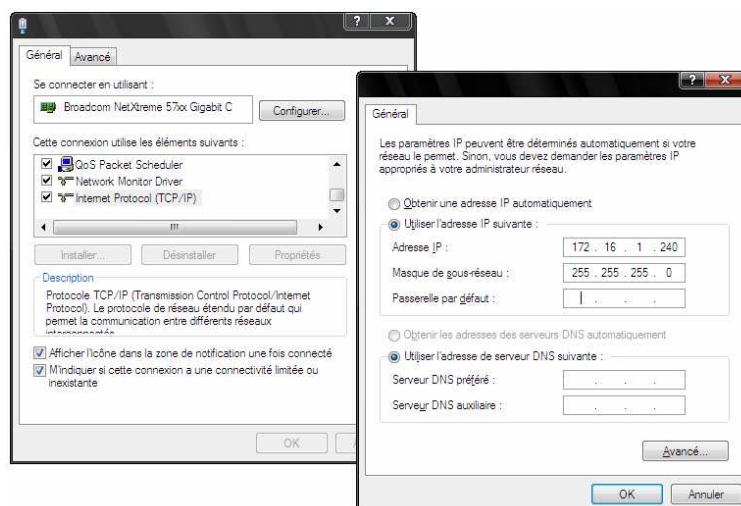 Général
Avancé
Se connecter en utilisant :
Broadcom NetXtreme 57xx Gigabit C
Configurer...
Cette connexion utilise les éléments suivants :
QoS Packet Scheduler
Network Monitor Driver
Internet Protocol (TCP/IP)
Installer...
Désinstaller
Propriétés
Description
Protocole TCP/IP (Transmission Control Protocol/Internet
Protocol). Le protocole de réseau étendu par défaut qui
permet la communication entre différents réseaux
interconnectés
Afficher l'icône dans la zone de notification une fois connecté
M'indiquer si cette connexion a une connectivité limitée ou
inexistante
OK
Général
Les paramètres IP peuvent être déterminés automatiquement si votre
réseau le permet. Sinon, vous devez demander les paramètres IP
appropriés à votre administrateur réseau.
Obtenir une adresse IP automatiquement
Utiliser l'adresse IP suivante :
Adresse IP :
172 . 16 . 1 . 240
Masque de sous-réseau :
255 . 255 . 255 . 0
Passerelle par défaut :
Obtenir les adresses des serveurs DNS automatiquement
Utiliser l'adresse de serveur DNS suivante :
Serveur DNS préféré :
Serveur DNS auxiliaire :
Avancé...
OK
Annuler